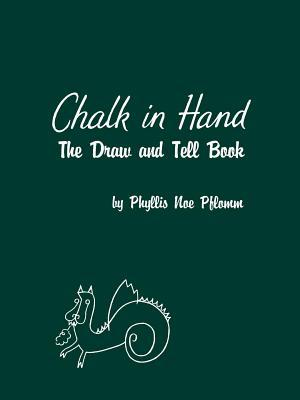 Chalk in Hand
The Draw and Tell Book
by Phyllis Noe Pflomm